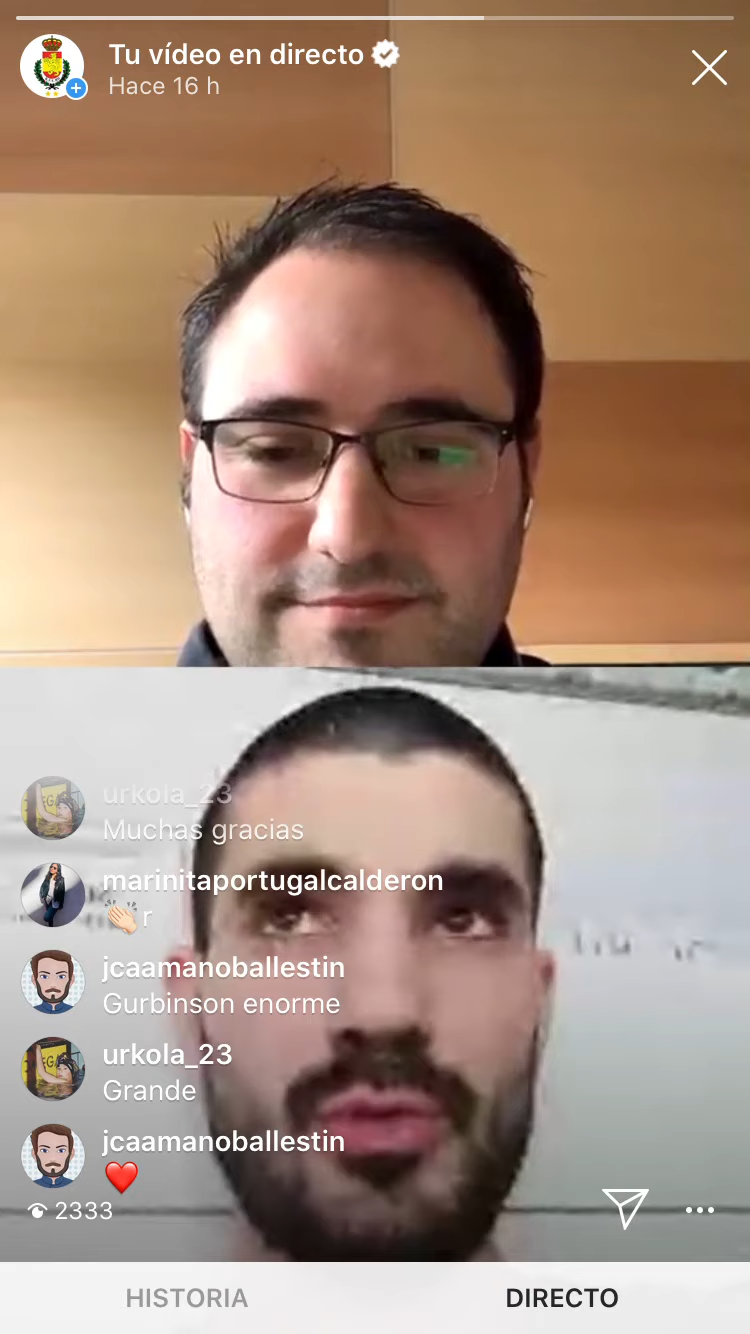 Tu vídeo en directo
Hace 16 h
urkola_23
Muchas gracias
marinitaportugalcalderon
👏🏻 r
jcaamanoballestin
Gurbinson enorme
urkola_23
Grande
jcaamanoballestin
❤️
2333
HISTORIA
DIRECTO